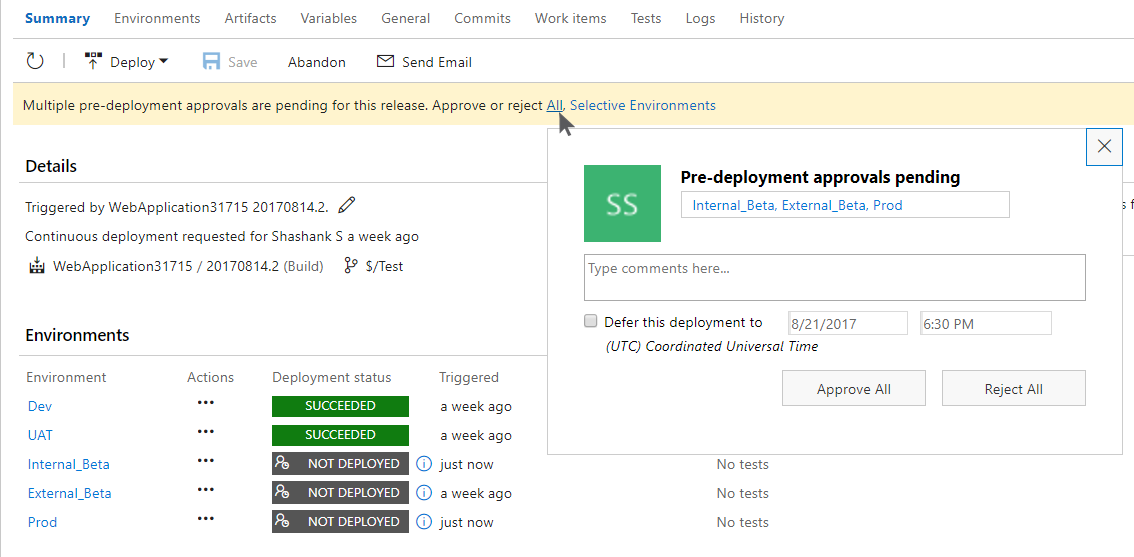 Summary Environments Artifacts Variables General Commits Work items Tests Logs History
Deploy Save Abandon Send Email
Multiple pre-deployment approvals are pending for this release. Approve or reject All, Selective Environments
Details
Triggered by WebApplication31715 20170814.2.
Continuous deployment requested for Shashank S a week ago
WebApplication31715 / 20170814.2 (Build) $/Test
SS
Pre-deployment approvals pending
Internal_Beta, External_Beta, Prod
Type comments here...
Defer this deployment to 8/21/2017 6:30 PM
(UTC) Coordinated Universal Time
Approve All Reject All
Environments
Environment Actions Deployment status Triggered
Dev ••• SUCCEEDED a week ago
UAT ••• SUCCEEDED a week ago
Internal_Beta ••• NOT DEPLOYED just now No tests
External_Beta ••• NOT DEPLOYED a week ago No tests
Prod ••• NOT DEPLOYED just now No tests